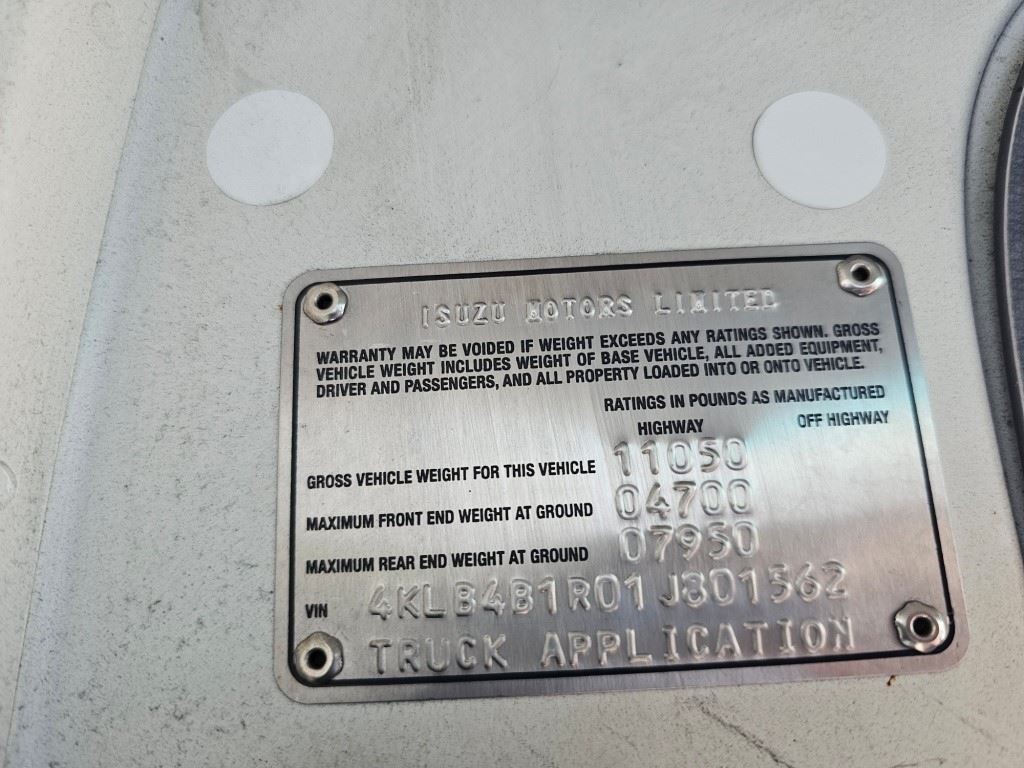 ISUZU MOTORS LIMITED
WARRANTY MAY BE VOIDED IF WEIGHT EXCEEDS ANY RATINGS SHOWN. GROSS
VEHICLE WEIGHT INCLUDES WEIGHT OF BASE VEHICLE, ALL ADDED EQUIPMENT,
DRIVER AND PASSENGERS, AND ALL PROPERTY LOADED INTO OR ONTO VEHICLE.
RATINGS IN POUNDS AS MANUFACTURED
HIGHWAY OFF HIGHWAY
GROSS VEHICLE WEIGHT FOR THIS VEHICLE 11050
MAXIMUM FRONT END WEIGHT AT GROUND 04700
MAXIMUM REAR END WEIGHT AT GROUND 07950
VIN 4KLB4B1R01J801562
TRUCK APPLICATION